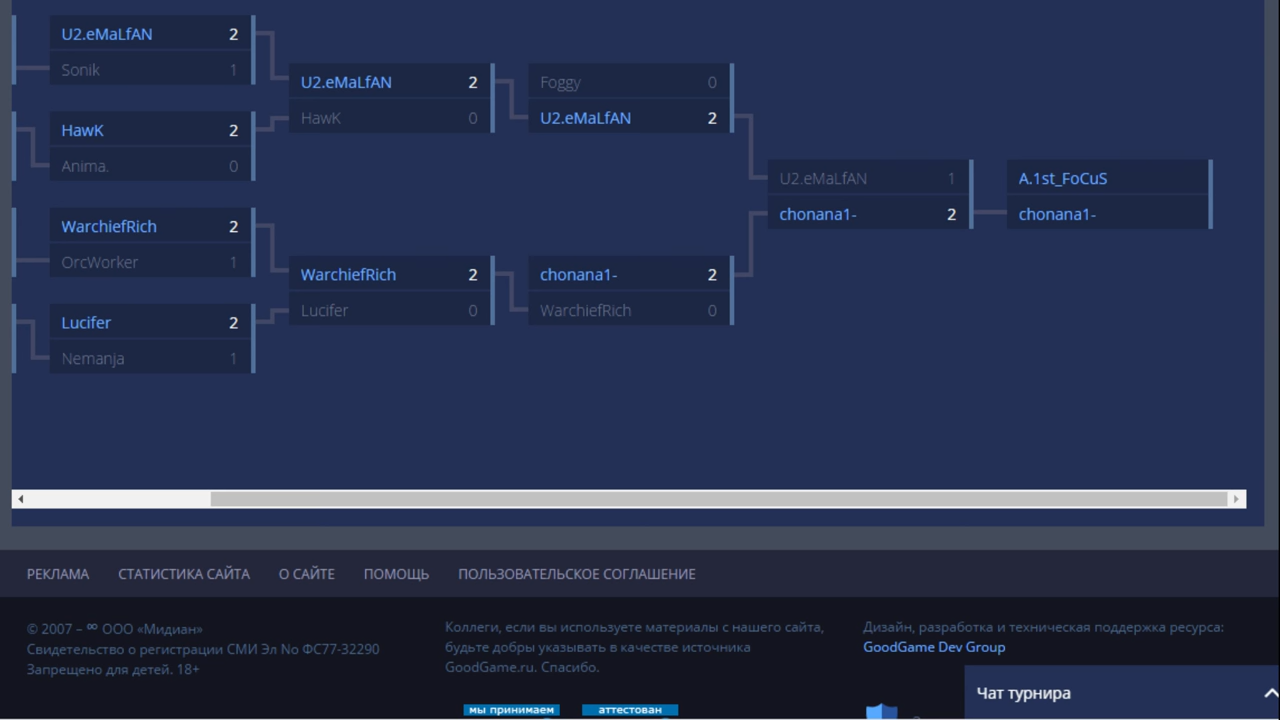 U2.eMaLfAN 2
Sonik 1
HawK 2
Anima. 0
WarchiefRich 2
OrcWorker 1
Lucifer 2
Nemanja 1
U2.eMaLfAN 2
HawK 0
WarchiefRich 2
Lucifer 0
Foggy 0
U2.eMaLfAN 2
chonana1- 2
WarchiefRich 0
U2.eMaLfAN 1
chonana1- 2
A.1st_FoCuS
chonana1-
РЕКЛАМА СТАТИСТИКА САЙТА О САЙТЕ ПОМОЩЬ ПОЛЬЗОВАТЕЛЬСКОЕ СОГЛАШЕНИЕ
© 2007 – ∞ ООО «Мидиан»
Свидетельство о регистрации СМИ Эл No ФС77-32290
Запрещено для детей. 18+
Коллеги, если вы используете материалы с нашего сайта,
будьте добры указывать в качестве источника
GoodGame.ru. Спасибо.
Дизайн, разработка и техническая поддержка ресурса:
GoodGame Dev Group
Чат турнира
мы принимаем
аттестован